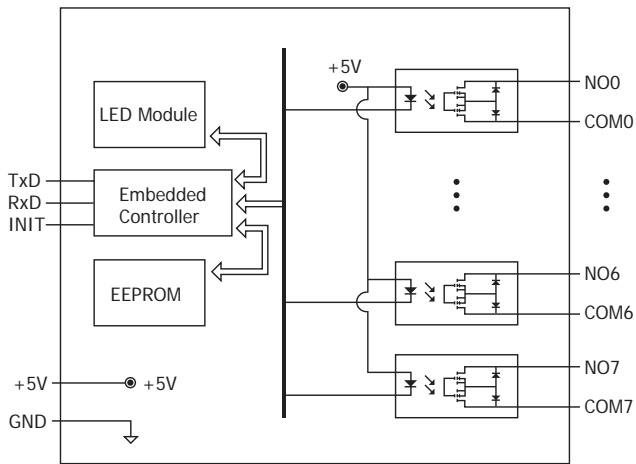 +5V
NO0
COM0
LED Module
TxD
RxD
INIT
Embedded
Controller
EEPROM
NO6
COM6
+5V
+5V
GND
NO7
COM7